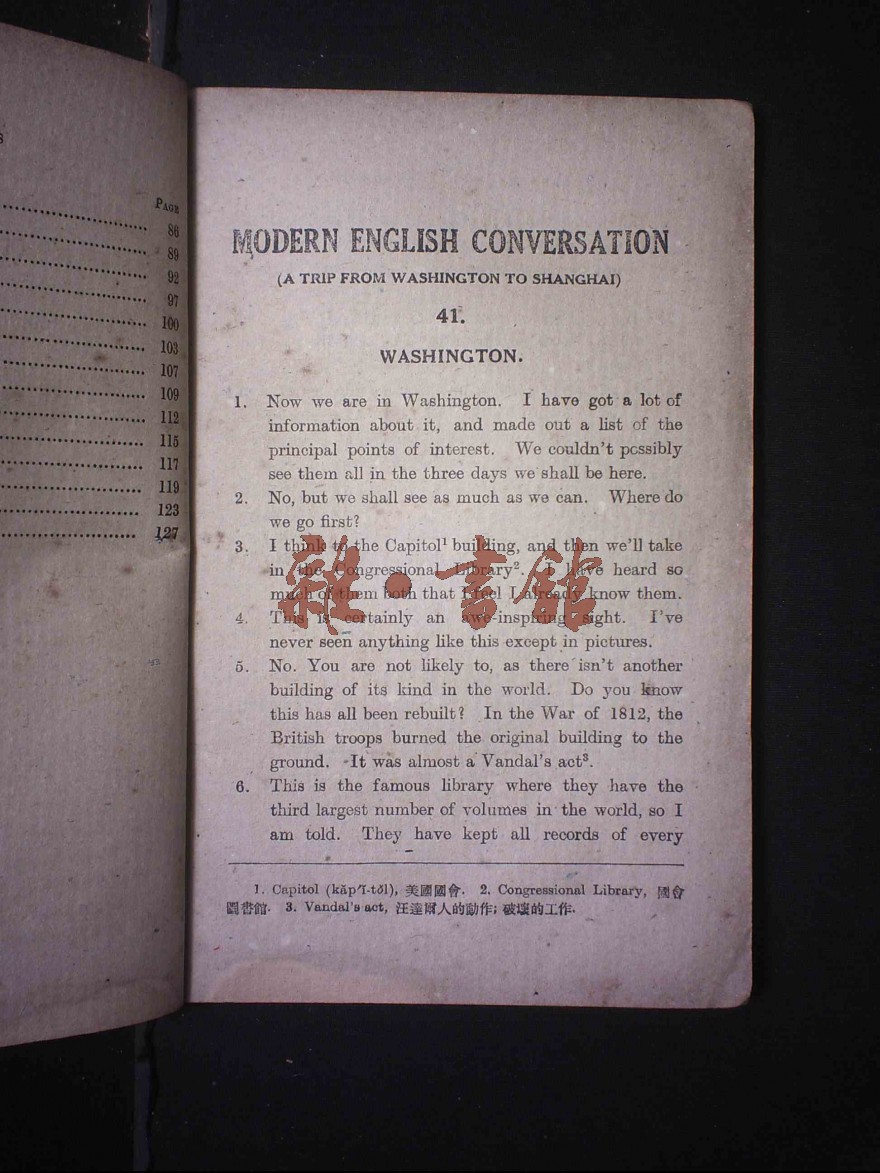 PAGE
86
89
92
97
100
103
107
109
112
115
117
119
123
127
MODERN ENGLISH CONVERSATION
(A TRIP FROM WASHINGTON TO SHANGHAI)
41.
WASHINGTON.
1. Now we are in Washington. I have got a lot of
information about it, and made out a list of the
principal points of interest. We couldn't possibly
see them all in the three days we shall be here.
2. No, but we shall see as much as we can. Where do
we go first?
3. I think to the Capitol¹ building, and then we'll take
in the Congressional Library². I have heard so
much of them both that I feel I already know them.
4. This is certainly an awe-inspiring sight. I've
never seen anything like this except in pictures.
5. No. You are not likely to, as there isn't another
building of its kind in the world. Do you know
this has all been rebuilt? In the War of 1812, the
British troops burned the original building to the
ground. It was almost a Vandal's act³.
6. This is the famous library where they have the
third largest number of volumes in the world, so I
am told. They have kept all records of every
1. Capitol (kăp′ĭ-tŏl), 美國國會. 2. Congressional Library, 國會
圖書館. 3. Vandal's act, 汪達爾人的動作; 破壞的工作.
雜·書館